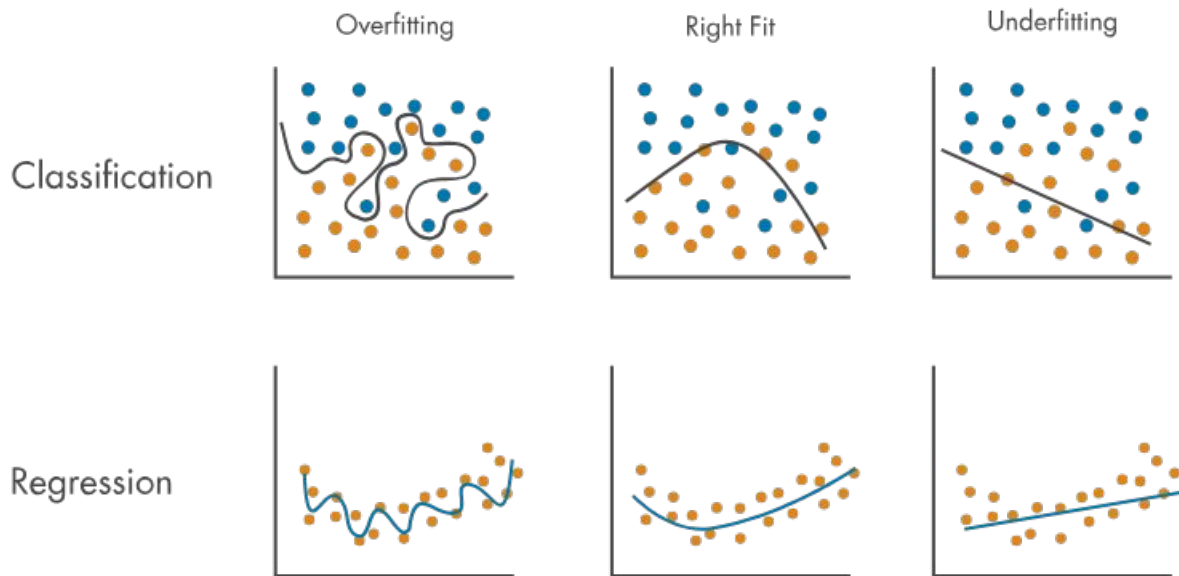 Overfitting
Right Fit
Underfitting
Classification
Regression